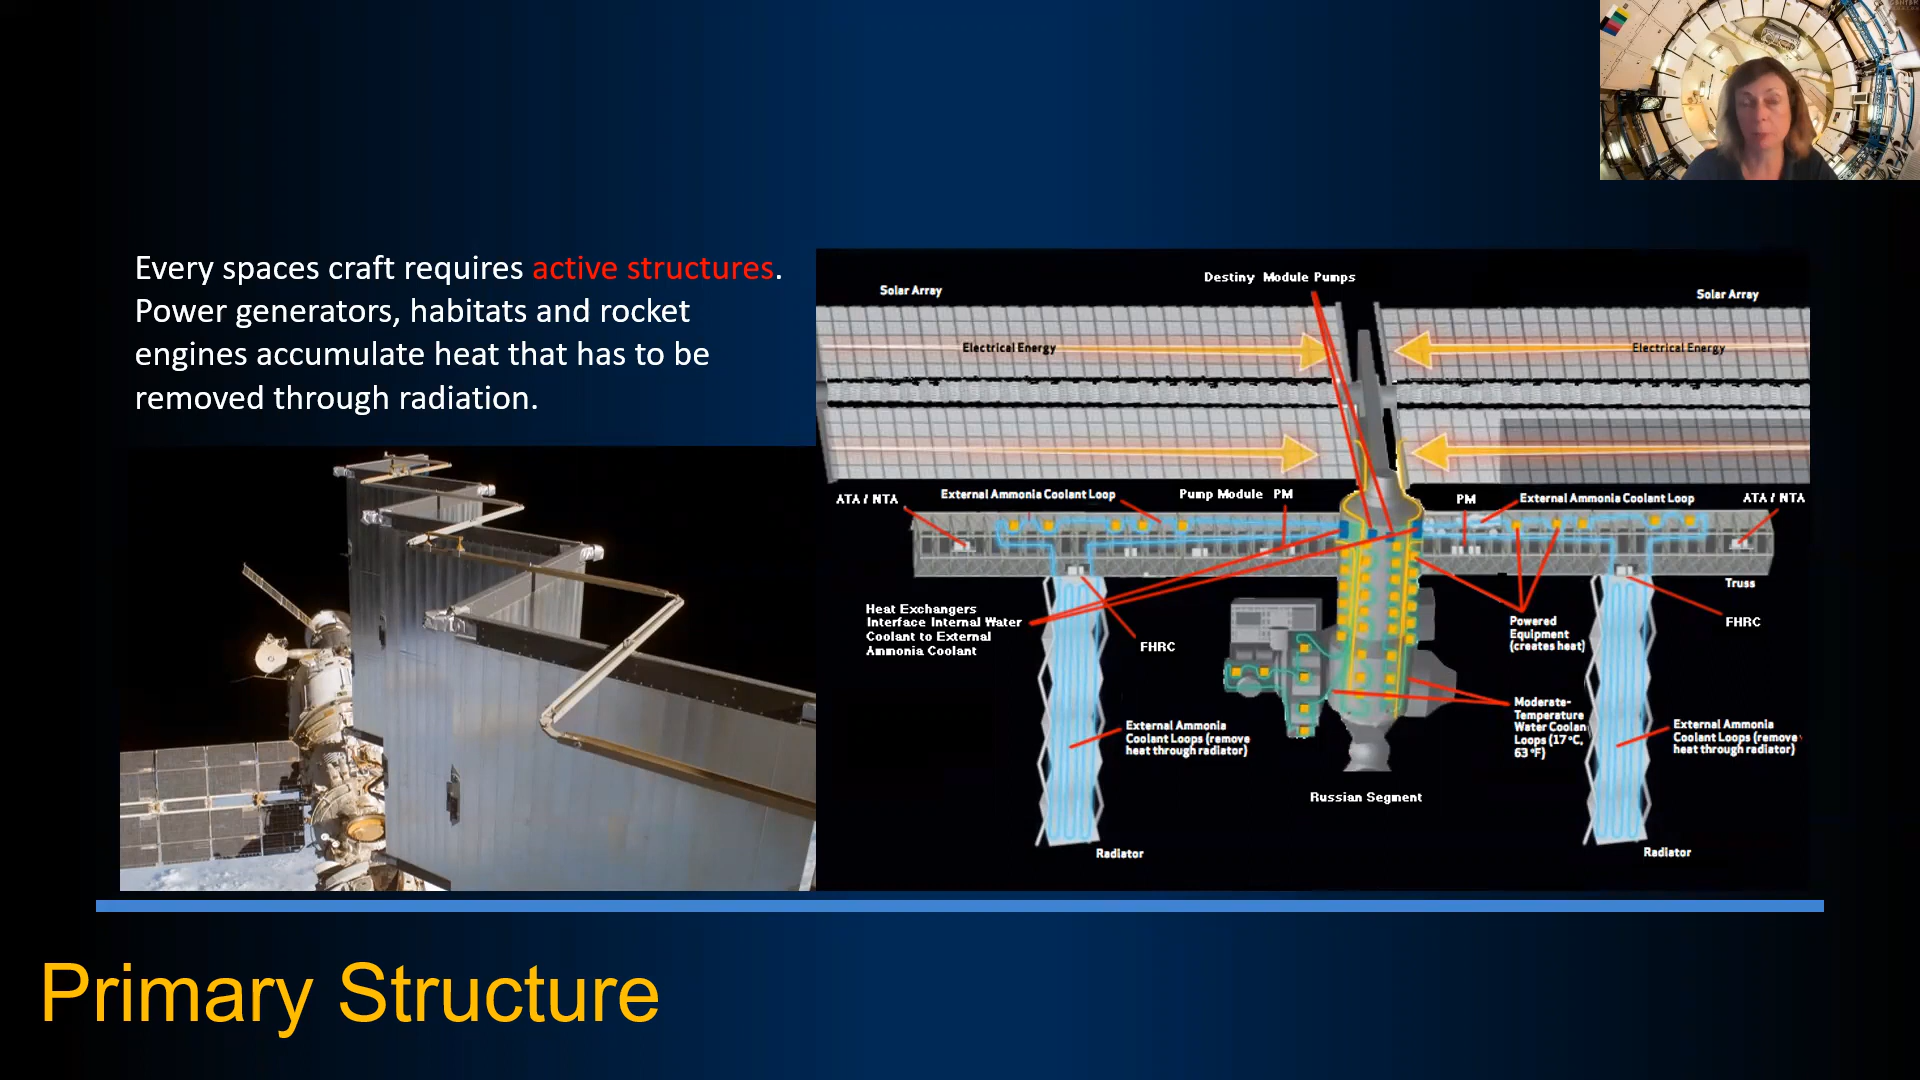 Every spaces craft requires active structures.
Power generators, habitats and rocket
engines accumulate heat that has to be
removed through radiation.
Destiny Module Pumps
Solar Array
Solar Array
Electrical Energy
Electrical Energy
ATA / NTA
External Ammonia Coolant Loop
Pump Module PM
PM
External Ammonia Coolant Loop
ATA / NTA
Truss
Heat Exchangers
Interface Internal Water
Coolant to External
Ammonia Coolant
FHRC
Powered
Equipment
(creates heat)
FHRC
Moderate-
Temperature
Water Coolan
Loops (17 °C,
63 °F)
External Ammonia
Coolant Loops (remove
heat through radiator)
External Ammonia
Coolant Loops (remove
heat through radiator)
Russian Segment
Radiator
Radiator
Primary Structure